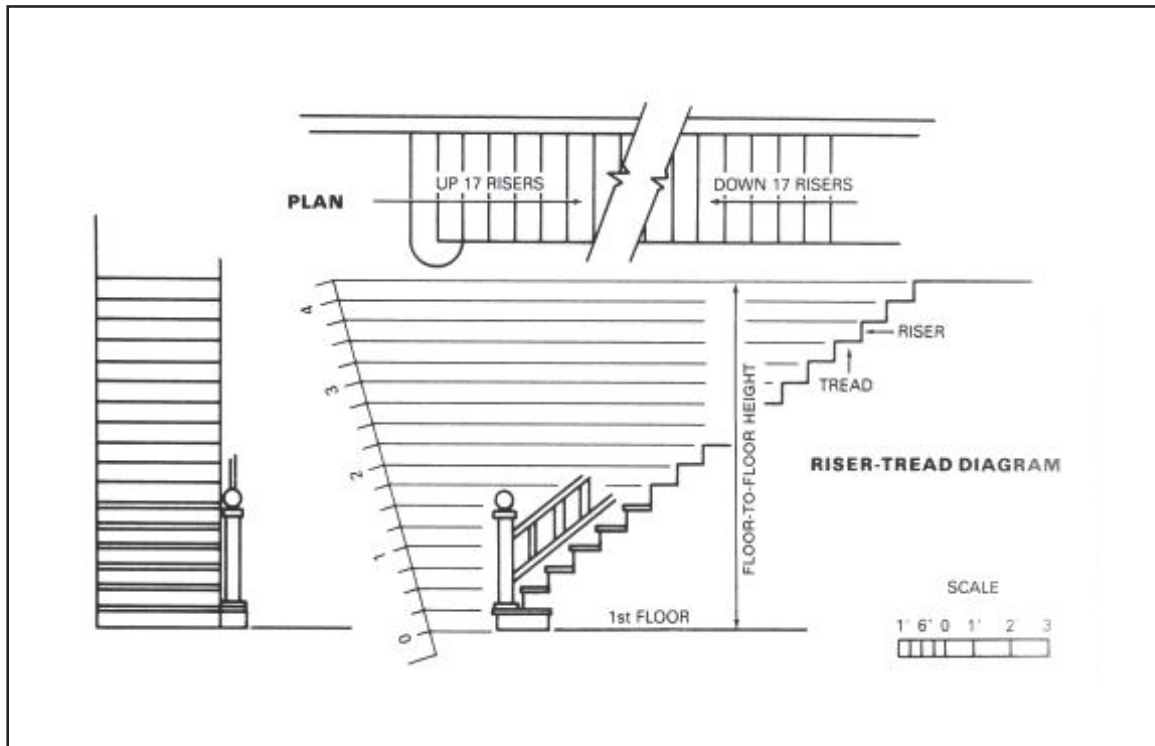 UP 17 RISERS
DOWN 17 RISERS
PLAN
4
3
2
1
0
RISER
TREAD
FLOOR-TO-FLOOR HEIGHT
RISER-TREAD DIAGRAM
1st FLOOR
SCALE
1' 6" 0 1' 2' 3